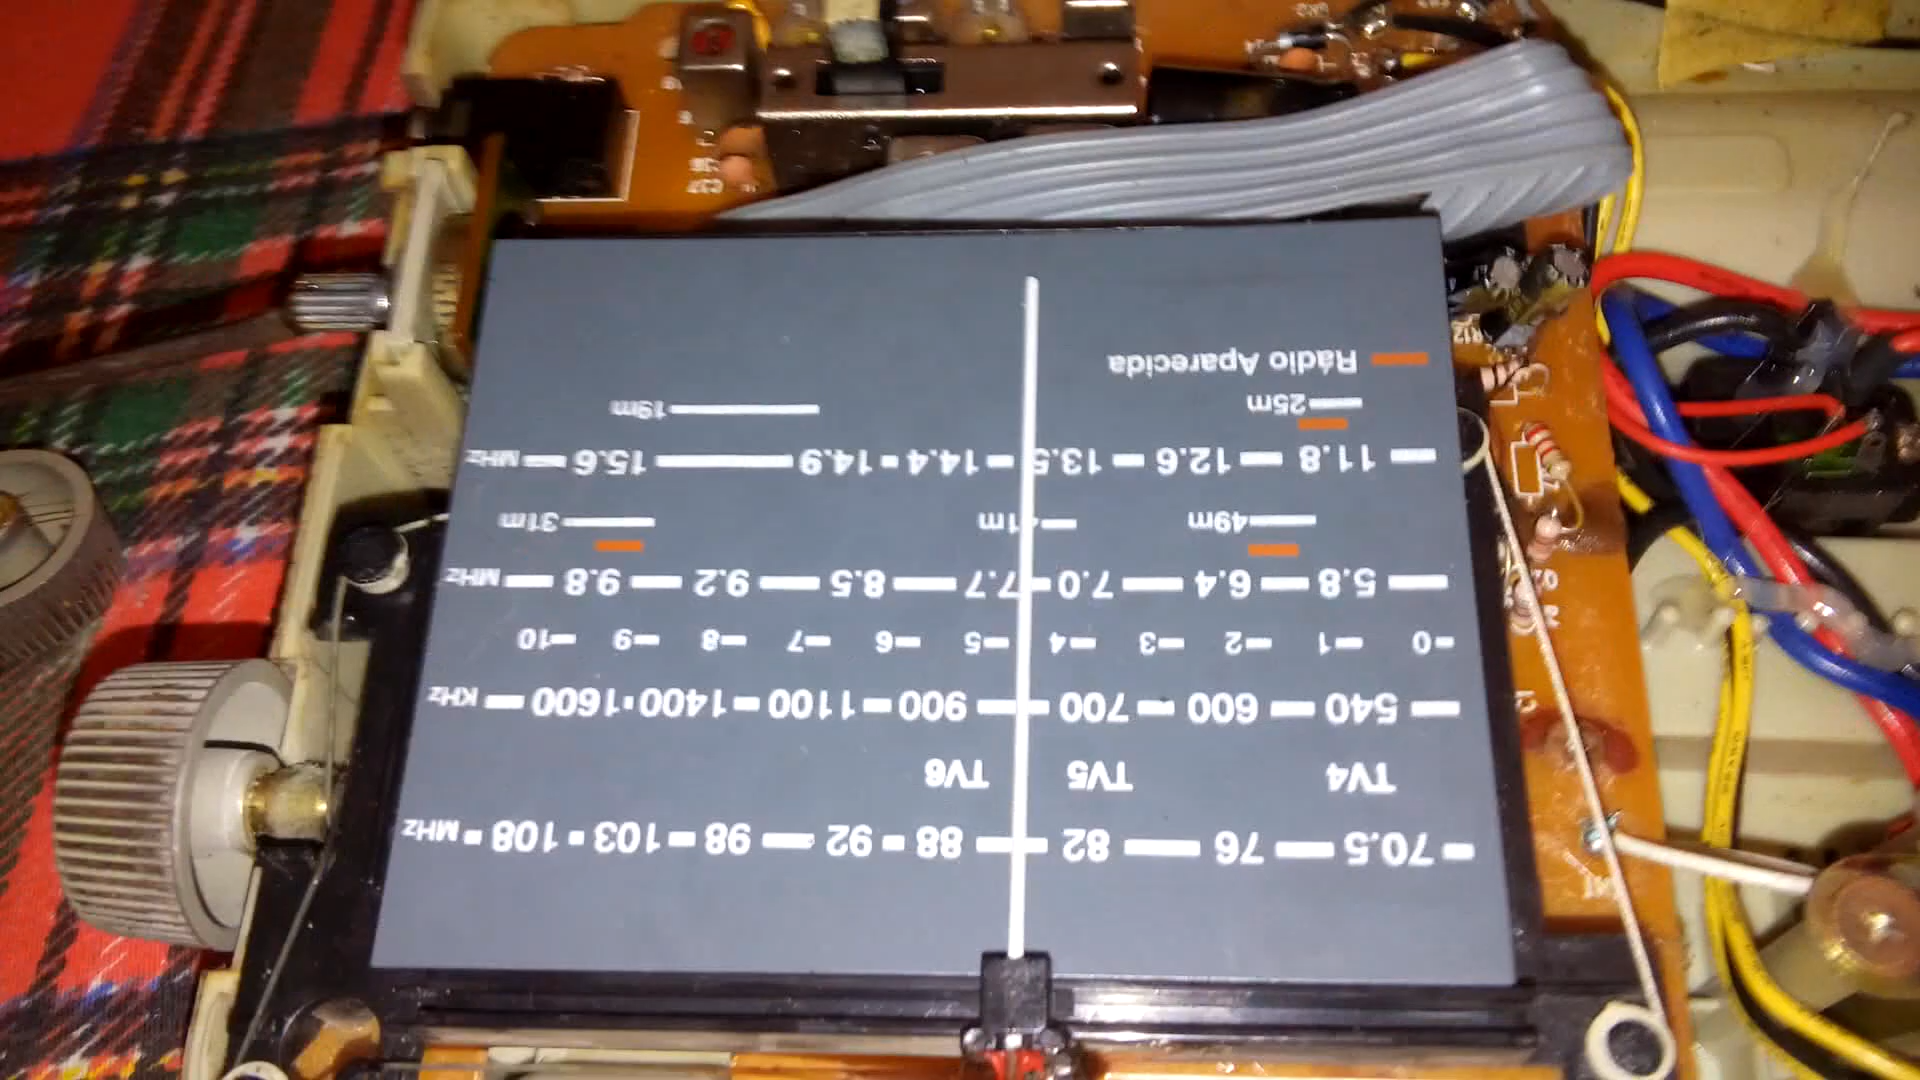 70.5 76 82 88 92 98 103 108 MHz
TV4 TV5 TV6
540 600 700 900 1100 1400 1600 KHz
0 1 2 3 4 5 6 7 8 9 10
5.8 6.4 7.0 7.7 8.5 9.2 9.8 MHz
49m 41m 31m
11.8 12.6 13.5 14.4 14.9 15.6 MHz
25m 19m
Rádio Aparecida